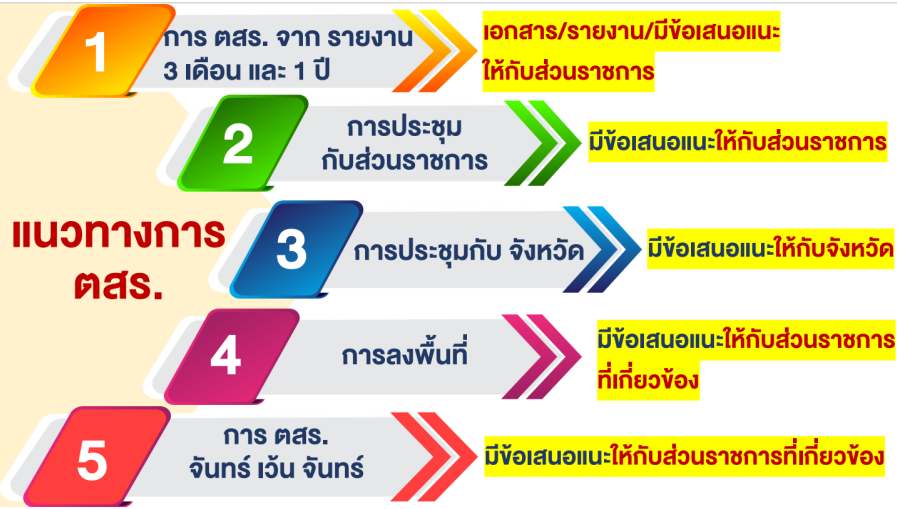 แนวทางการ
ตสร.
1
การ ตสร. จาก รายงาน
3 เดือน และ 1 ปี
เอกสาร/รายงาน/มีข้อเสนอแนะ
ให้กับส่วนราชการ
2
การประชุม
กับส่วนราชการ
มีข้อเสนอแนะให้กับส่วนราชการ
3
การประชุมกับ จังหวัด
มีข้อเสนอแนะให้กับจังหวัด
4
การลงพื้นที่
มีข้อเสนอแนะให้กับส่วนราชการ
ที่เกี่ยวข้อง
5
การ ตสร.
จันทร์ เว้น จันทร์
มีข้อเสนอแนะให้กับส่วนราชการที่เกี่ยวข้อง